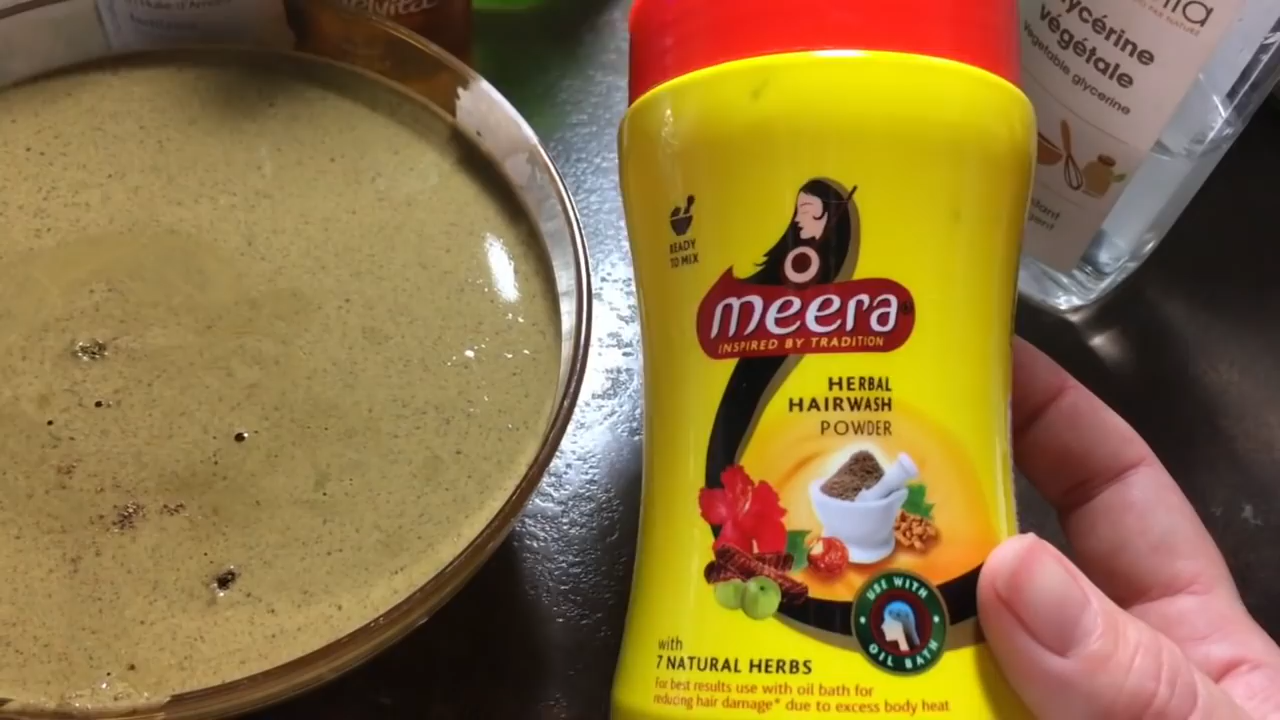 READY
TO MIX
meera®
INSPIRED BY TRADITION
HERBAL
HAIRWASH
POWDER
USE WITH
OIL BATH
with
7 NATURAL HERBS
For best results use with oil bath for
reducing hair damage* due to excess body heat
Glycérine
végétale
Vegetable glycerine